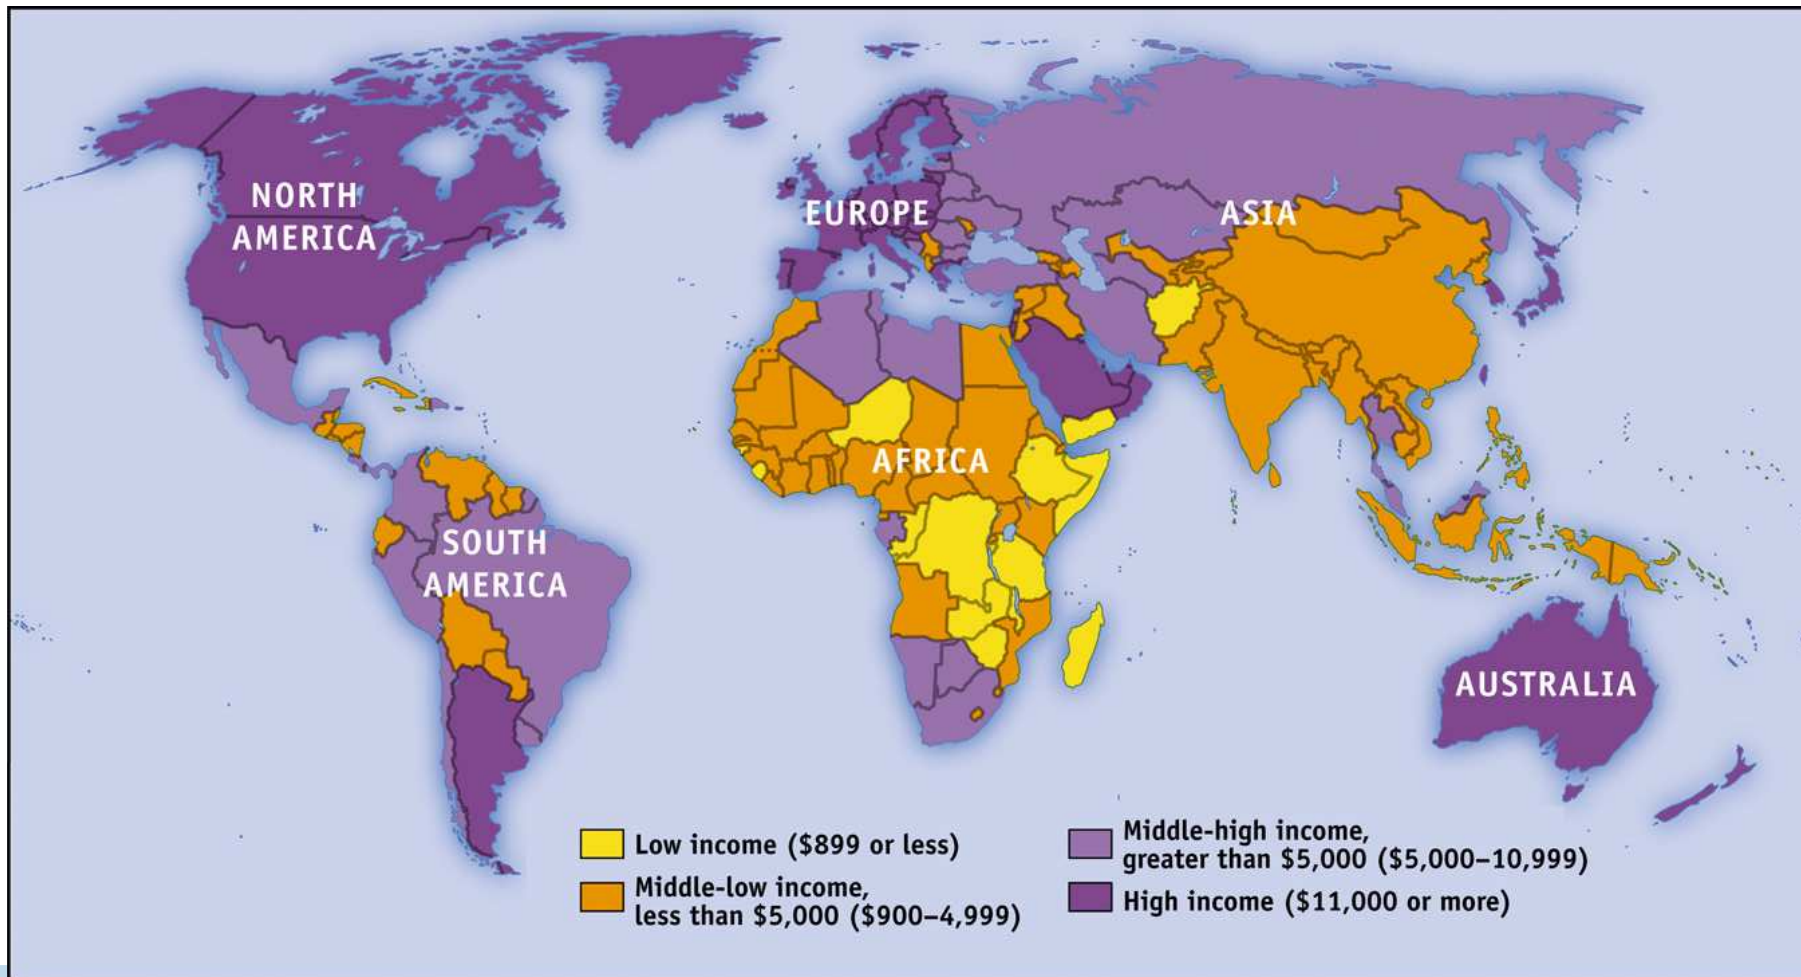 NORTH
AMERICA
EUROPE
ASIA
AFRICA
SOUTH
AMERICA
AUSTRALIA
Low income ($899 or less)
Middle-low income,
less than $5,000 ($900–4,999)
Middle-high income,
greater than $5,000 ($5,000–10,999)
High income ($11,000 or more)